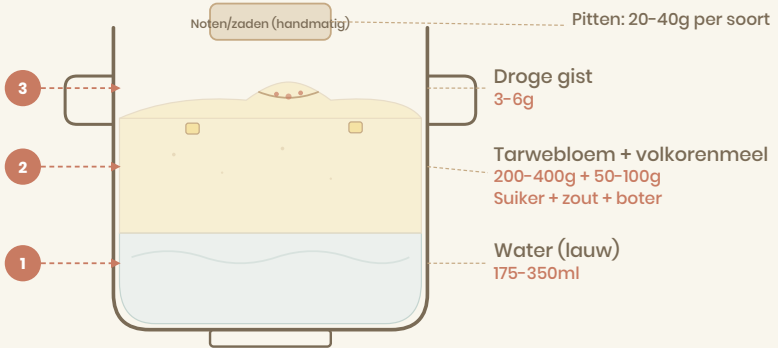 Noten/zaden (handmatig)
Pitten: 20-40g per soort
3
Droge gist
3-6g
2
Tarwebloem + volkorenmeel
200-400g + 50-100g
Suiker + zout + boter
1
Water (lauw)
175-350ml